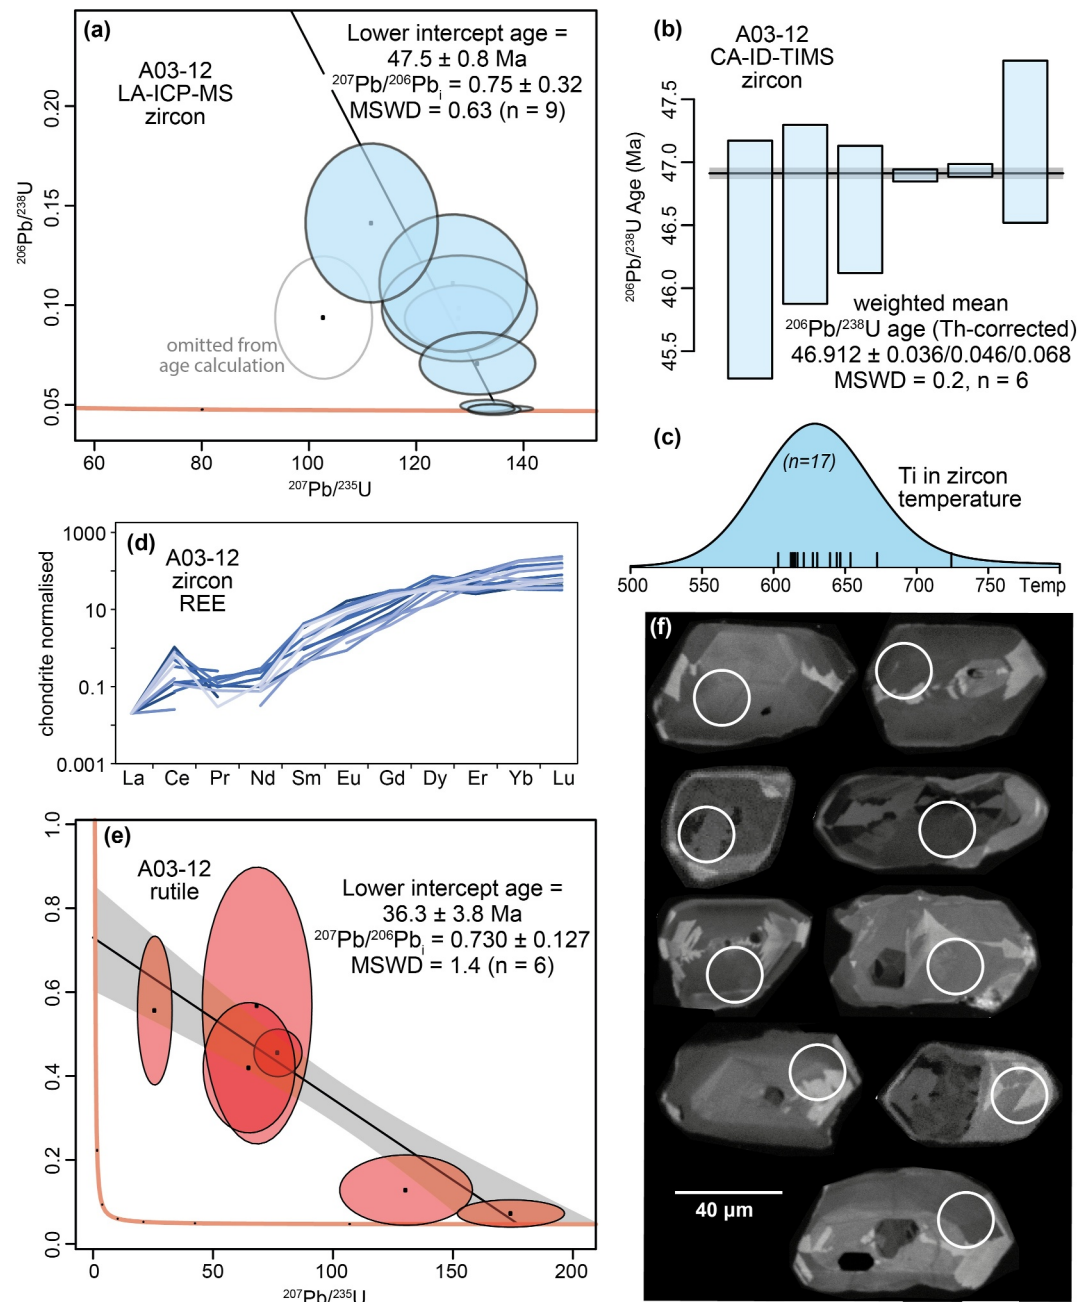 (a)
A03-12
LA-ICP-MS
zircon
Lower intercept age =
47.5 ± 0.8 Ma
²⁰⁷Pb/²⁰⁶Pbᵢ = 0.75 ± 0.32
MSWD = 0.63 (n = 9)
omitted from
age calculation
²⁰⁶Pb/²³⁸U
0.20
0.15
0.10
0.05
60 80 100 120 140
²⁰⁷Pb/²³⁵U
(b)
A03-12
CA-ID-TIMS
zircon
²⁰⁶Pb/²³⁸U Age (Ma)
47.5
47.0
46.5
46.0
45.5
weighted mean
²⁰⁶Pb/²³⁸U age (Th-corrected)
46.912 ± 0.036/0.046/0.068
MSWD = 0.2, n = 6
(c)
(n=17)
Ti in zircon
temperature
500 550 600 650 700 750 Temp
(d)
A03-12
zircon
REE
chondrite normalised
1000
10
0.1
0.001
La Ce Pr Nd Sm Eu Gd Dy Er Yb Lu
(e)
A03-12
rutile
Lower intercept age =
36.3 ± 3.8 Ma
²⁰⁷Pb/²⁰⁶Pbᵢ = 0.730 ± 0.127
MSWD = 1.4 (n = 6)
1.0
0.8
0.6
0.4
0.2
0.0
0 50 100 150 200
²⁰⁷Pb/²³⁵U
(f)
40 µm